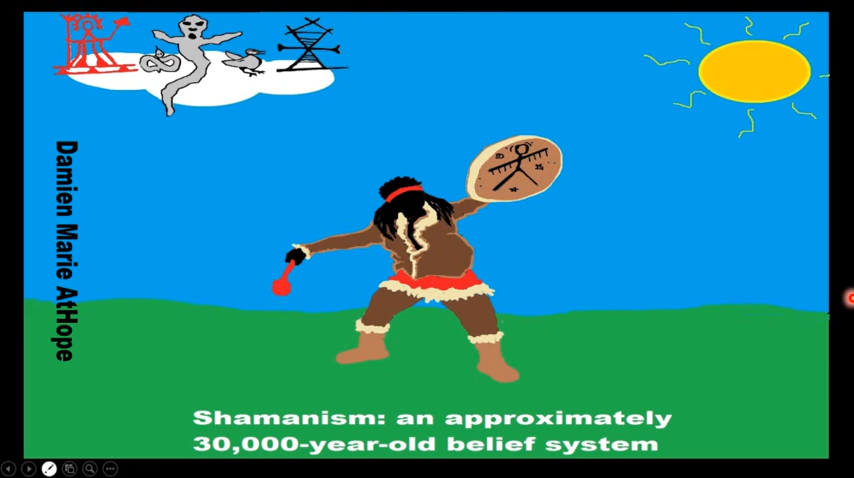 Damien Marie AtHope
Shamanism: an approximately
30,000-year-old belief system